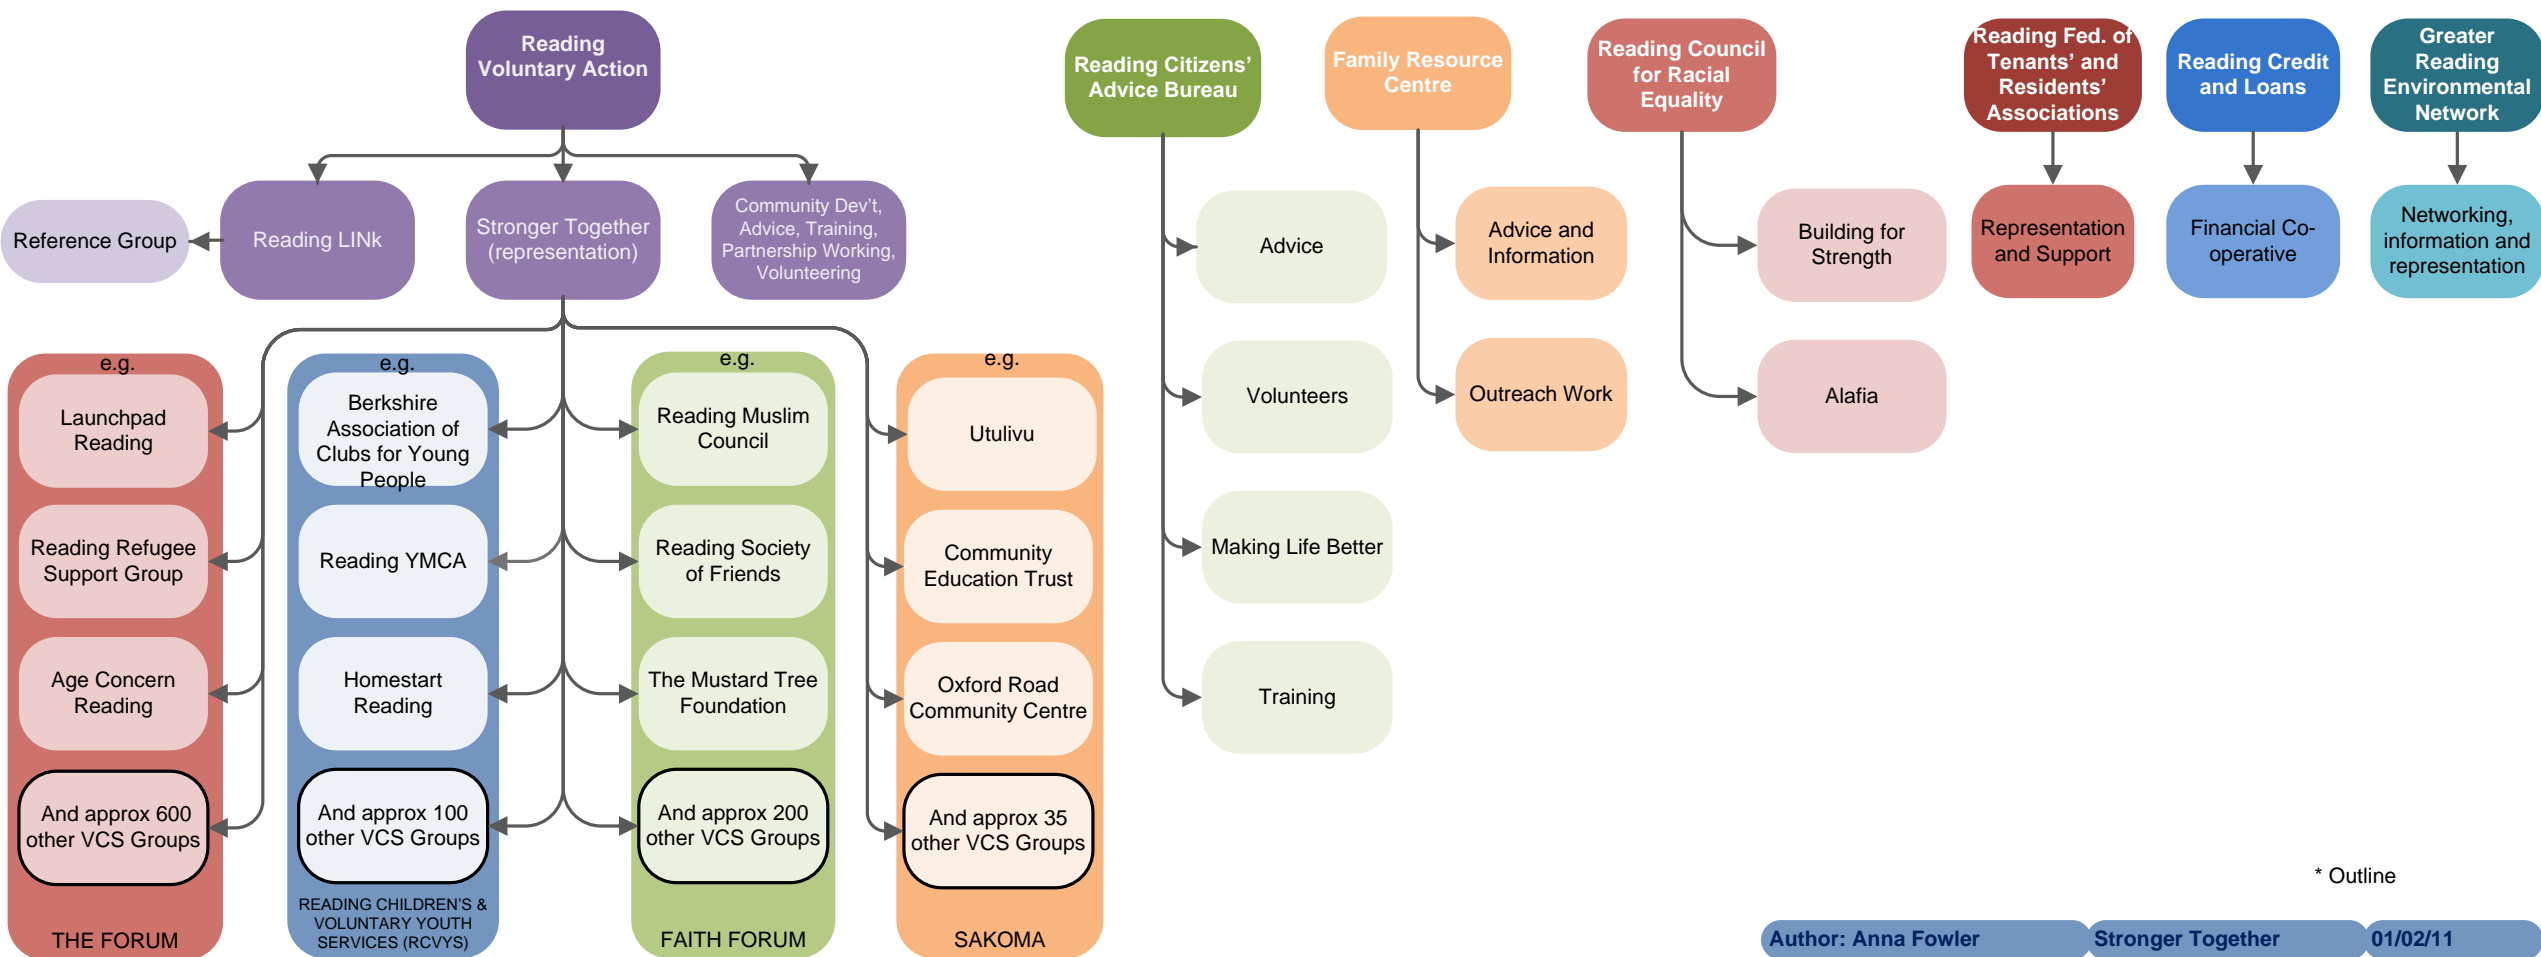 Reading
Voluntary Action
Reading Citizens’
Advice Bureau
Family Resource
Centre
Reading Council
for Racial
Equality
Reading Fed. of
Tenants’ and
Residents’
Associations
Reading Credit
and Loans
Greater
Reading
Environmental
Network
Reference Group
Reading LINk
Stronger Together
(representation)
Community Dev’t,
Advice, Training,
Partnership Working,
Volunteering
Advice
Advice and
Information
Building for
Strength
Representation
and Support
Financial Co-
operative
Networking,
information and
representation
Volunteers
Outreach Work
Alafia
Making Life Better
Training
e.g.
Launchpad
Reading
Reading Refugee
Support Group
Age Concern
Reading
And approx 600
other VCS Groups
THE FORUM
e.g.
Berkshire
Association of
Clubs for Young
People
Reading YMCA
Homestart
Reading
And approx 100
other VCS Groups
READING CHILDREN’S &
VOLUNTARY YOUTH
SERVICES (RCVYS)
e.g.
Reading Muslim
Council
Reading Society
of Friends
The Mustard Tree
Foundation
And approx 200
other VCS Groups
FAITH FORUM
e.g.
Utulivu
Community
Education Trust
Oxford Road
Community Centre
And approx 35
other VCS Groups
SAKOMA
* Outline
Author: Anna Fowler
Stronger Together
01/02/11